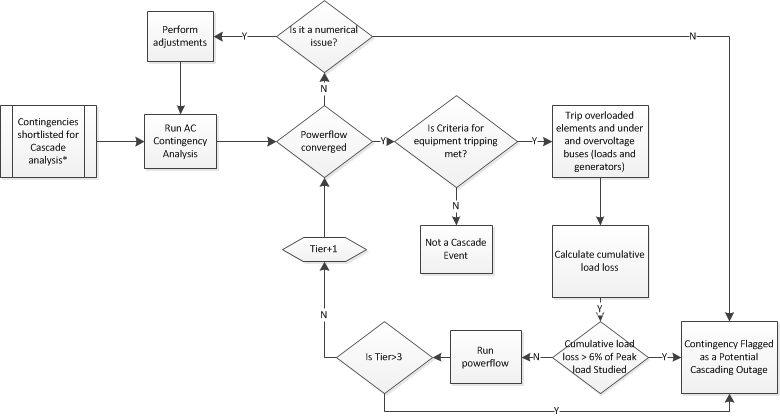 Perform
adjustments
Y
Is it a numerical
issue?
N
N
Contingencies
shortlisted for
Cascade
analysis*
Run AC
Contingency
Analysis
Powerflow
converged
Y
Is Criteria for
equipment tripping
met?
Y
Trip overloaded
elements and under
and overvoltage
buses (loads and
generators)
N
Not a Cascade
Event
Tier+1
Calculate cumulative
load loss
Y
N
Is Tier>3
Run
powerflow
N
Cumulative load
loss > 6% of Peak
load Studied
Y
Contingency Flagged
as a Potential
Cascading Outage
Y